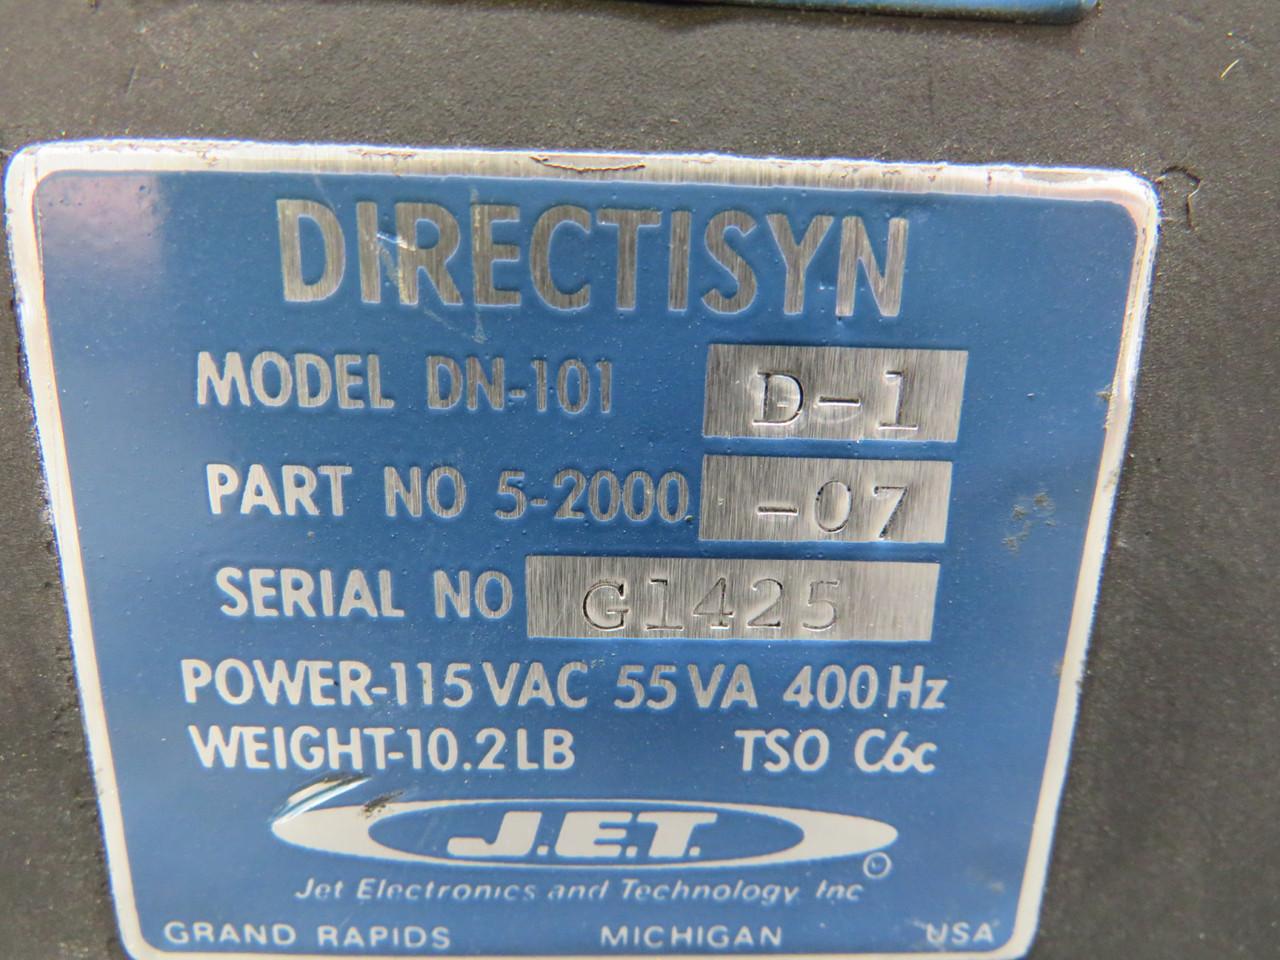 DIRECTISYN
MODEL DN-101 D-1
PART NO 5-2000 -07
SERIAL NO G1425
POWER-115 VAC 55 VA 400 Hz
WEIGHT-10.2 LB TSO C6c
J.E.T.
Jet Electronics and Technology, Inc
GRAND RAPIDS MICHIGAN USA